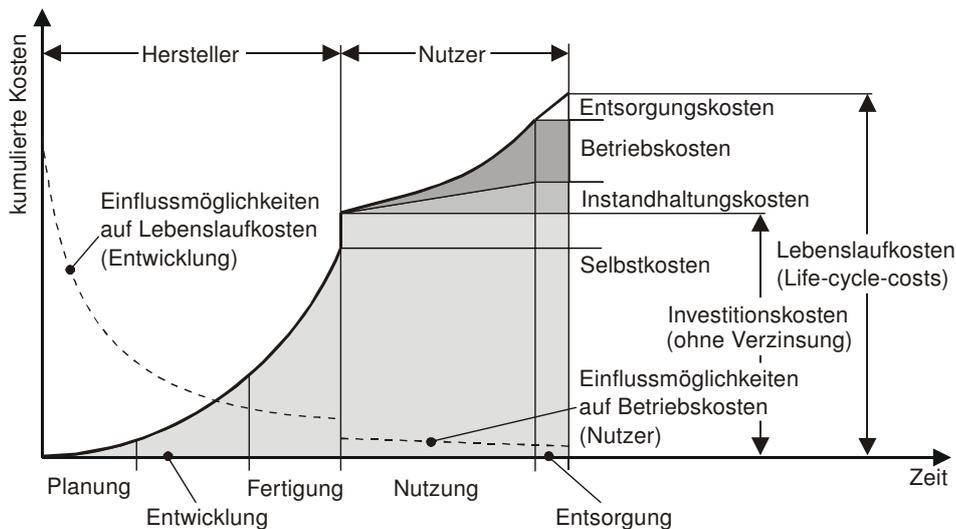 kumulierte Kosten
Hersteller
Nutzer
Entsorgungskosten
Betriebskosten
Instandhaltungskosten
Selbstkosten
Einflussmöglichkeiten
auf Lebenslaufkosten
(Entwicklung)
Lebenslaufkosten
(Life-cycle-costs)
Investitionskosten
(ohne Verzinsung)
Einflussmöglichkeiten
auf Betriebskosten
(Nutzer)
Zeit
Planung
Entwicklung
Fertigung
Nutzung
Entsorgung